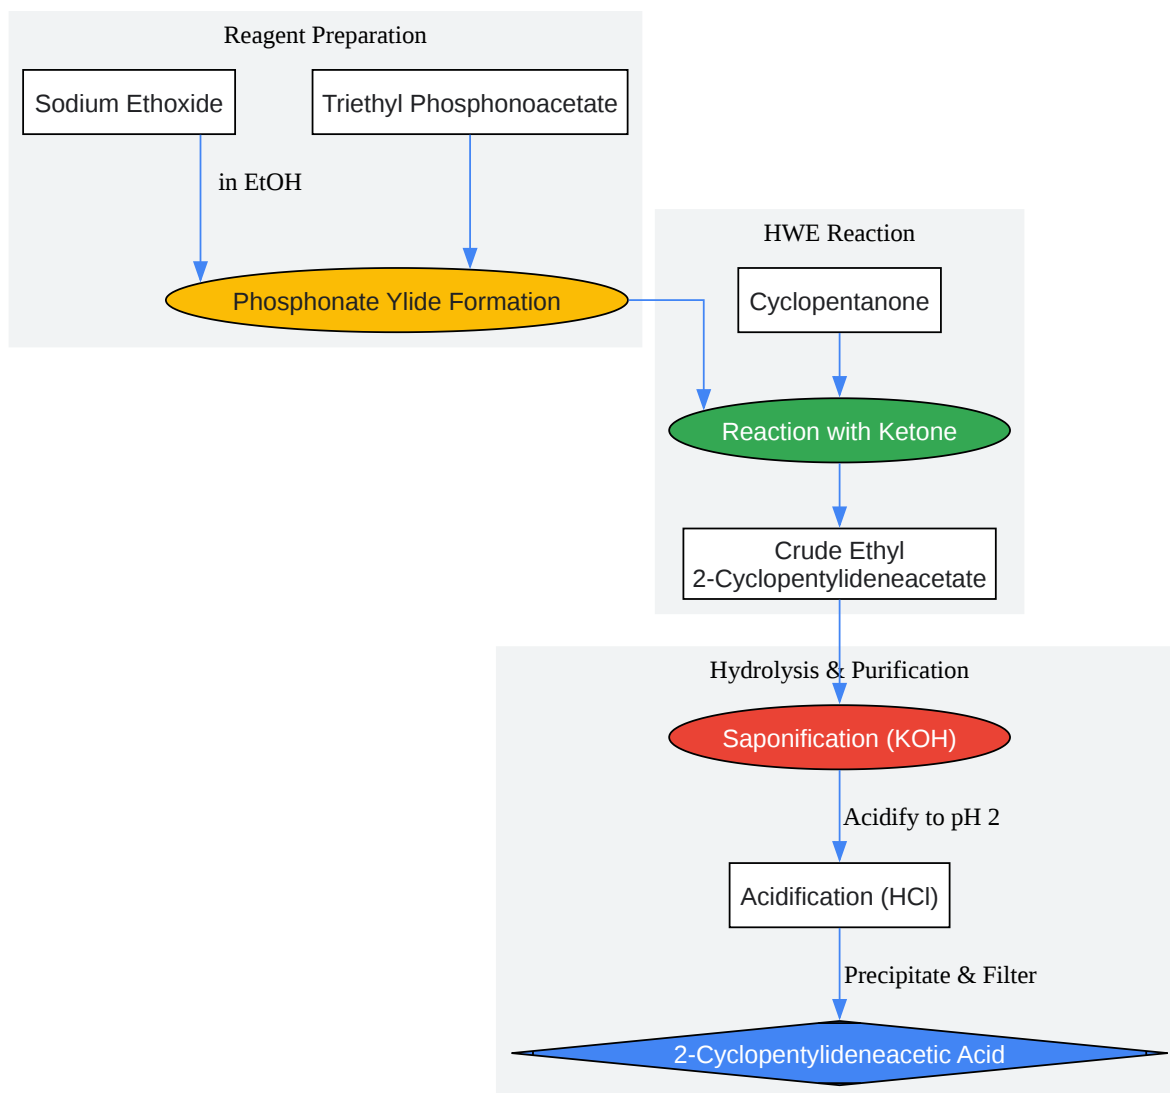 Reagent Preparation
Sodium Ethoxide
Triethyl Phosphonoacetate
in EtOH
Phosphonate Ylide Formation
HWE Reaction
Cyclopentanone
Reaction with Ketone
Crude Ethyl
2-Cyclopentylideneacetate
Hydrolysis & Purification
Saponification (KOH)
Acidify to pH 2
Acidification (HCl)
Precipitate & Filter
2-Cyclopentylideneacetic Acid